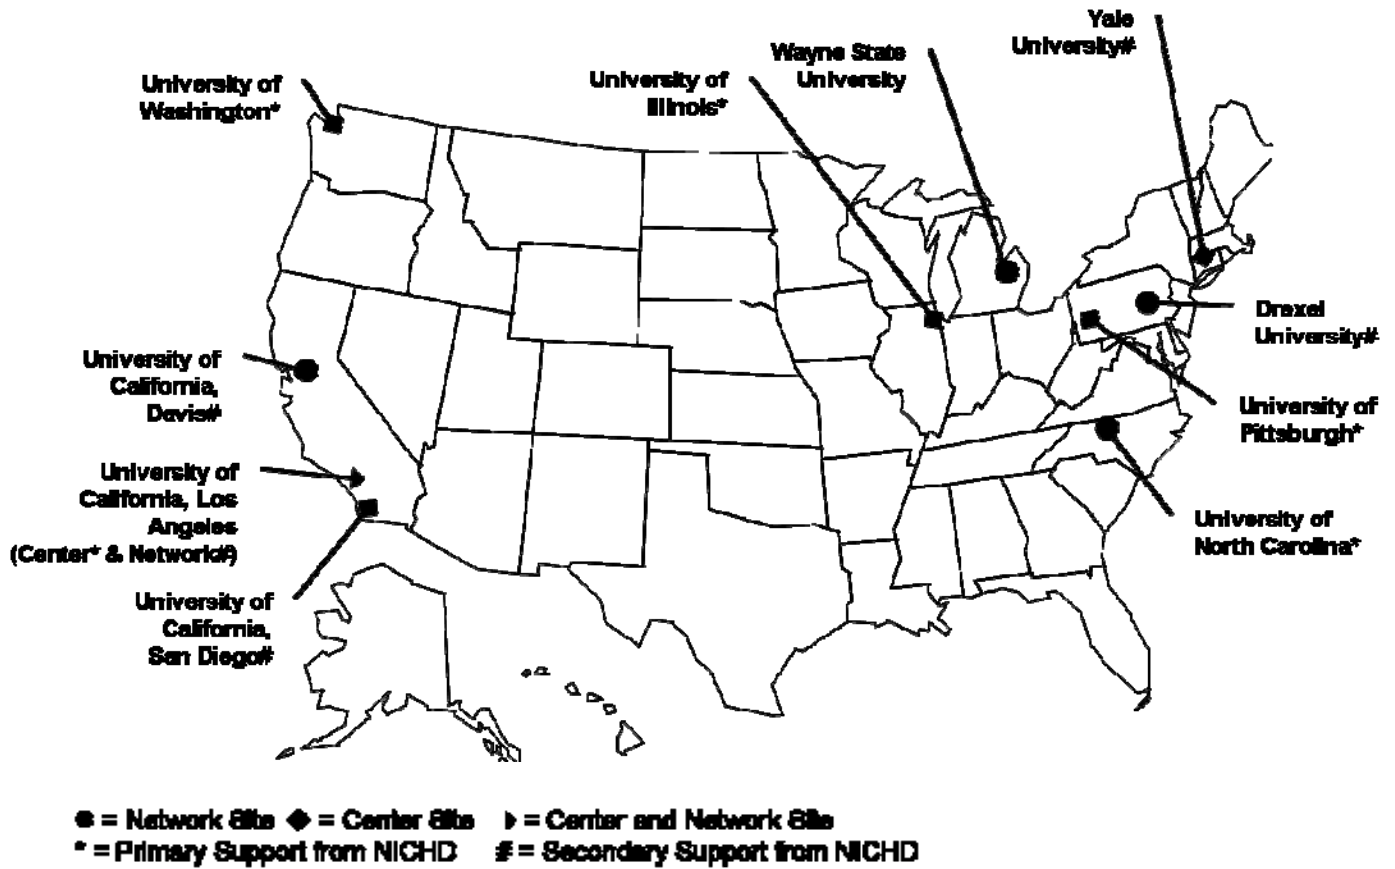 Yale
University#
Wayne State
University
University of
Illinois*
University of
Washington*
Drexel
University#
University of
California,
Davis#
University of
Pittsburgh*
University of
California, Los
Angeles
(Center* & Network#)
University of
North Carolina*
University of
California,
San Diego#
● = Network Site ◆ = Center Site ◗ = Center and Network Site
* = Primary Support from NICHD # = Secondary Support from NICHD